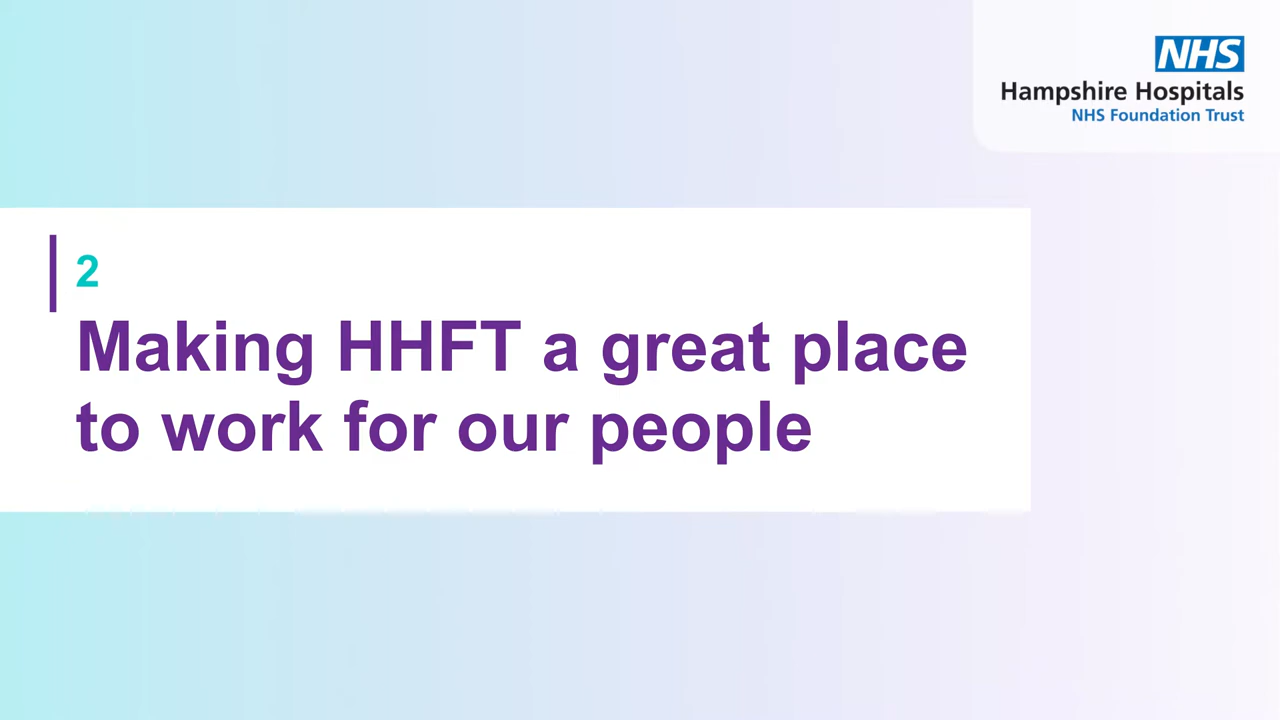 NHS
Hampshire Hospitals
NHS Foundation Trust
2
Making HHFT a great place
to work for our people